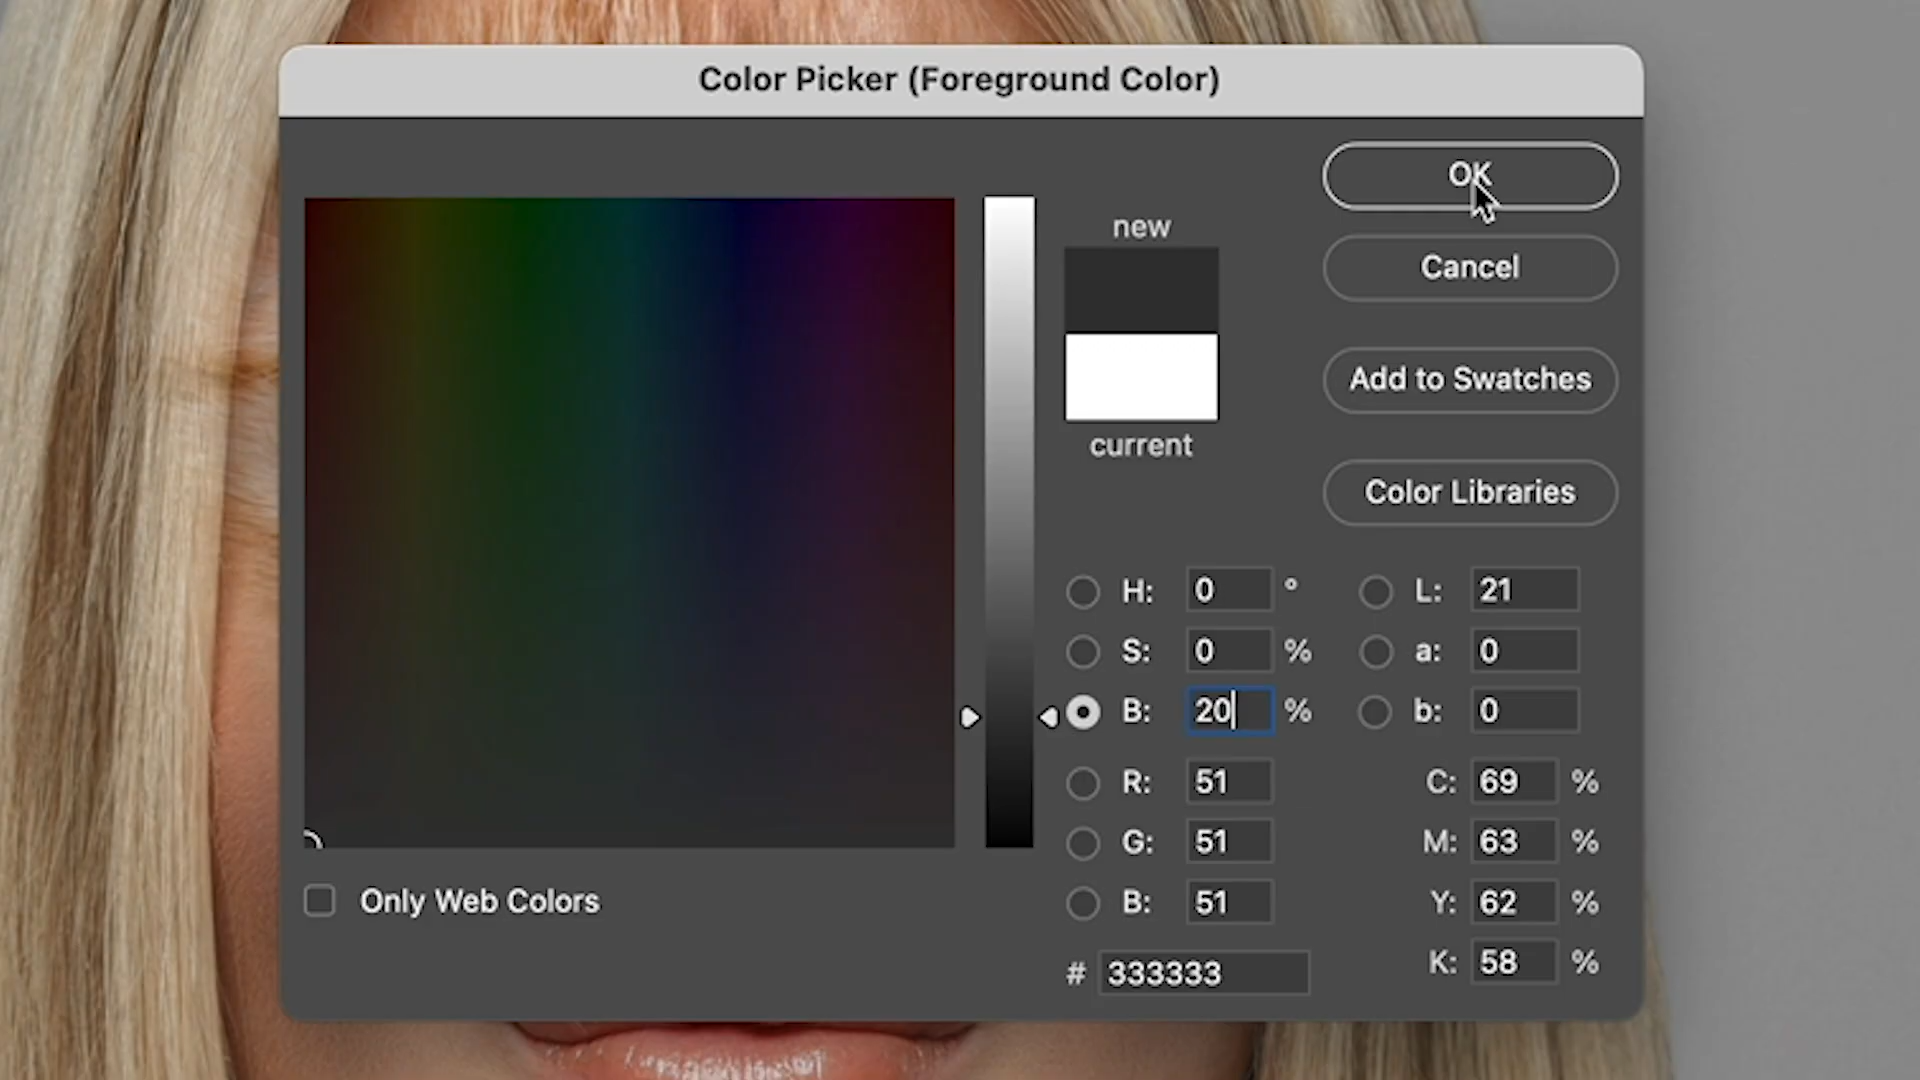 Color Picker (Foreground Color)
OK
new
Cancel
Add to Swatches
current
Color Libraries
H: 0 °
L: 21
S: 0 %
a: 0
B: 20 %
b: 0
R: 51
C: 69 %
G: 51
M: 63 %
B: 51
Y: 62 %
Only Web Colors
# 333333
K: 58 %